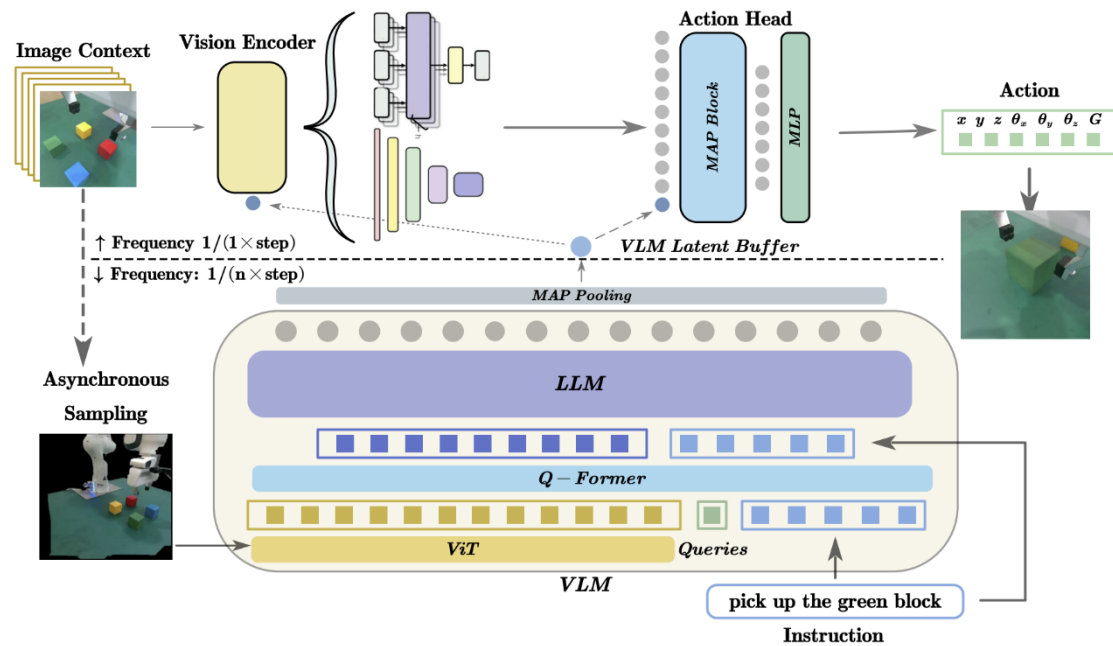 Image Context
Vision Encoder
Action Head
MAP Block
MLP
Action
x y z θx θy θz G
↑ Frequency 1/(1×step)
VLM Latent Buffer
↓ Frequency: 1/(n×step)
MAP Pooling
Asynchronous
Sampling
LLM
Q − Former
ViT
Queries
VLM
pick up the green block
Instruction